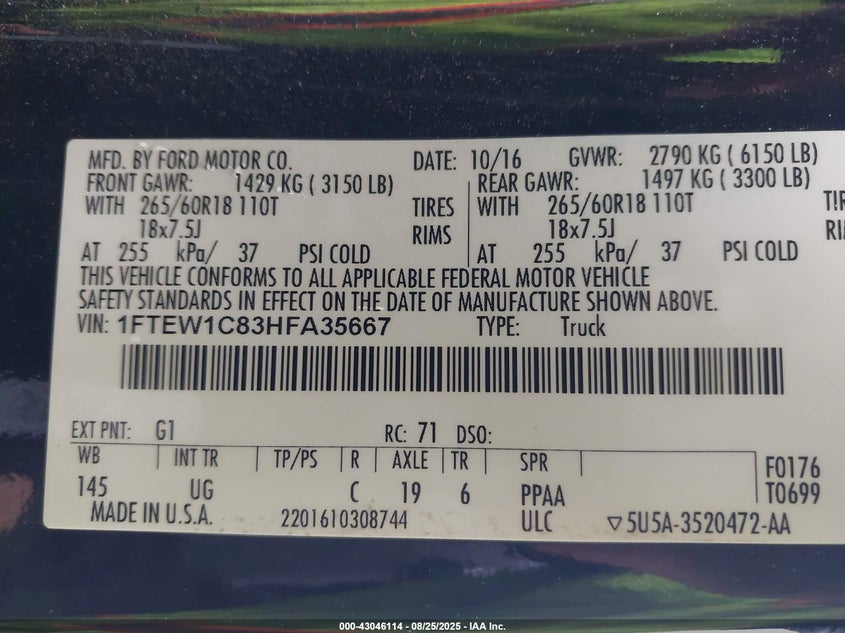 MFD. BY FORD MOTOR CO. DATE: 10/16 GVWR: 2790 KG ( 6150 LB)
FRONT GAWR: 1429 KG ( 3150 LB) REAR GAWR: 1497 KG ( 3300 LB)
WITH 265/60R18 110T TIRES WITH 265/60R18 110T
18x7.5J RIMS 18x7.5J
AT 255 kPa/ 37 PSI COLD AT 255 kPa/ 37 PSI COLD
THIS VEHICLE CONFORMS TO ALL APPLICABLE FEDERAL MOTOR VEHICLE
SAFETY STANDARDS IN EFFECT ON THE DATE OF MANUFACTURE SHOWN ABOVE.
VIN: 1FTEW1C83HFA35667 TYPE: Truck
EXT PNT: G1 RC: 71 DSO:
WB INT TR TP/PS R AXLE TR SPR F0176
145 UG C 19 6 PPAA T0699
MADE IN U.S.A. 2201610308744 ULC ▽5U5A-3520472-AA
000-43046114 - 08/25/2025 - IAA Inc.